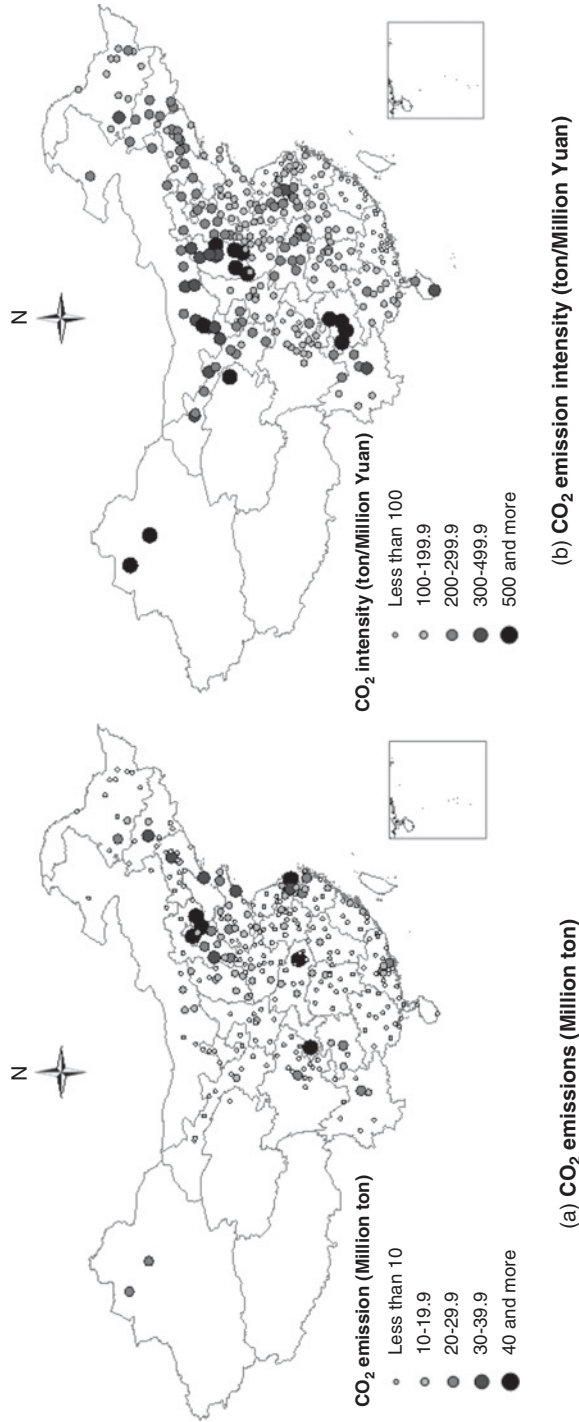 N
CO₂ emission (Million ton)
Less than 10
10-19.9
20-29.9
30-39.9
40 and more
(a) CO₂ emissions (Million ton)
N
CO₂ intensity (ton/Million Yuan)
Less than 100
100-199.9
200-299.9
300-499.9
500 and more
(b) CO₂ emission intensity (ton/Million Yuan)